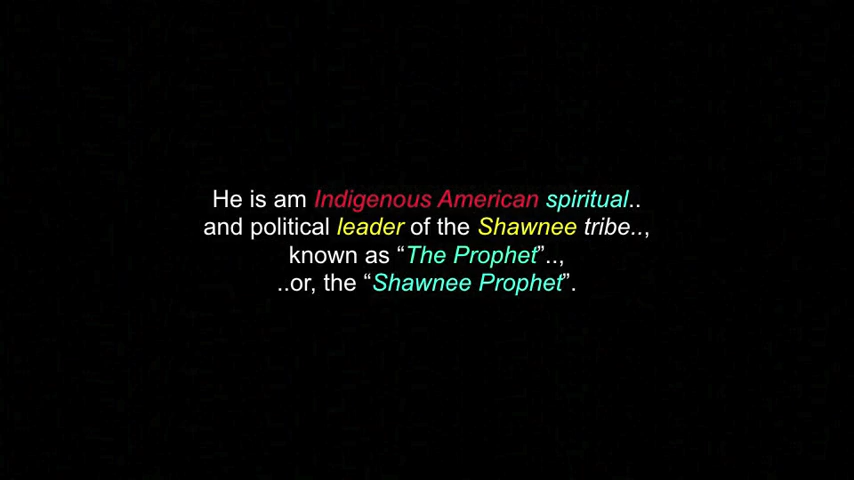 He is am Indigenous American spiritual..
and political leader of the Shawnee tribe..,
known as “The Prophet”..,
..or, the “Shawnee Prophet”.